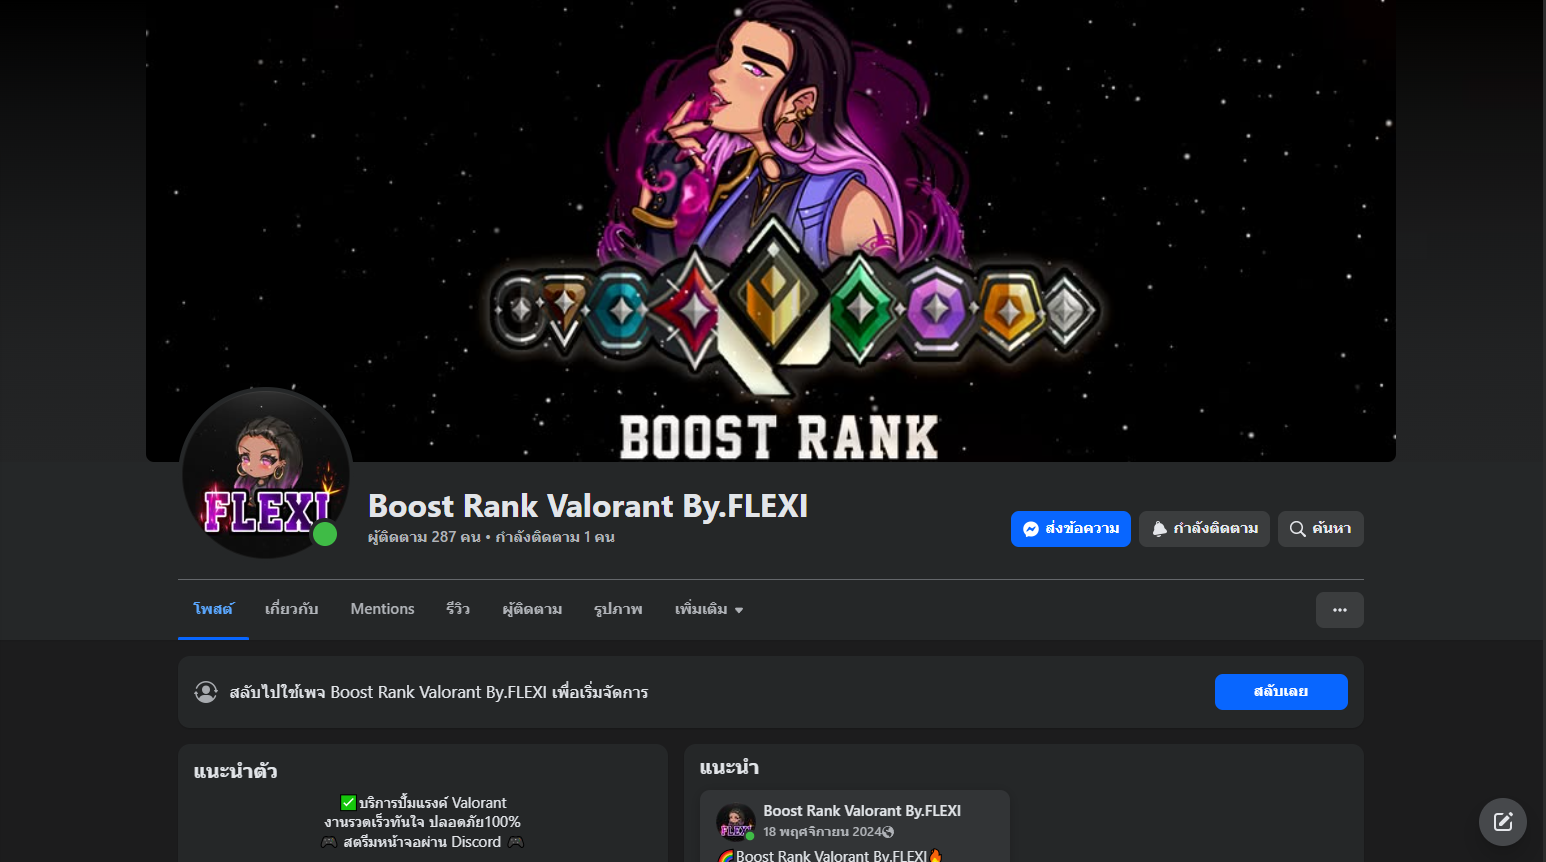 BOOST RANK
FLEXI
Boost Rank Valorant By.FLEXI
ผู้ติดตาม 287 คน • กำลังติดตาม 1 คน
ส่งข้อความ
กำลังติดตาม
ค้นหา
โพสต์
เกี่ยวกับ
Mentions
รีวิว
ผู้ติดตาม
รูปภาพ
เพิ่มเติม
สลับไปใช้เพจ Boost Rank Valorant By.FLEXI เพื่อเริ่มจัดการ
สลับเลย
แนะนำตัว
✅ บริการปั้มแรงค์ Valorant
งานรวดเร็วทันใจ ปลอดภัย100%
🎮 สตรีมหน้าจอผ่าน Discord 🎮
แนะนำ
FLEXI
Boost Rank Valorant By.FLEXI
18 พฤศจิกายน 2024
🌈Boost Rank Valorant By.FLEXI🔥